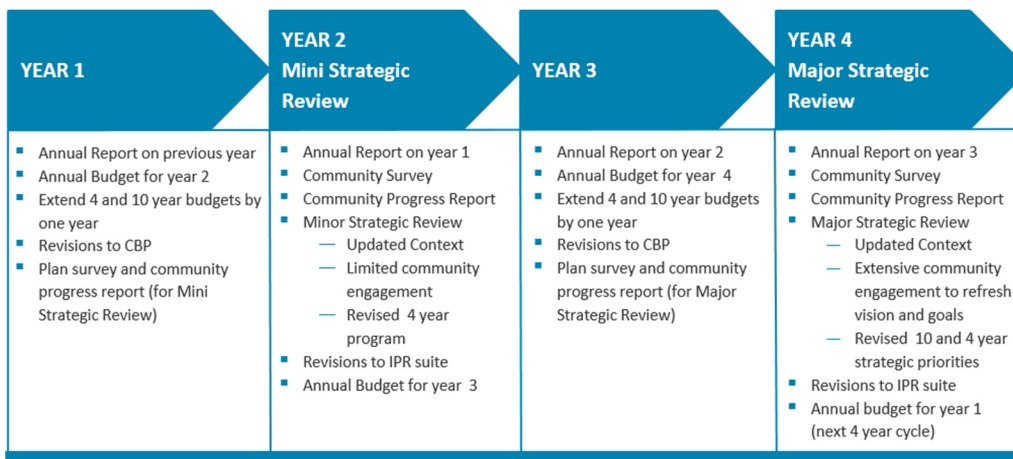 YEAR 1
YEAR 2
Mini Strategic
Review
YEAR 3
YEAR 4
Major Strategic
Review
▪ Annual Report on previous year
▪ Annual Budget for year 2
▪ Extend 4 and 10 year budgets by
one year
▪ Revisions to CBP
▪ Plan survey and community
progress report (for Mini
Strategic Review)
▪ Annual Report on year 1
▪ Community Survey
▪ Community Progress Report
▪ Minor Strategic Review
— Updated Context
— Limited community
engagement
— Revised 4 year
program
▪ Revisions to IPR suite
▪ Annual Budget for year 3
▪ Annual Report on year 2
▪ Annual Budget for year 4
▪ Extend 4 and 10 year budgets
by one year
▪ Revisions to CBP
▪ Plan survey and community
progress report (for Major
Strategic Review)
▪ Annual Report on year 3
▪ Community Survey
▪ Community Progress Report
▪ Major Strategic Review
— Updated Context
— Extensive community
engagement to refresh
vision and goals
— Revised 10 and 4 year
strategic priorities
▪ Revisions to IPR suite
▪ Annual budget for year 1
(next 4 year cycle)